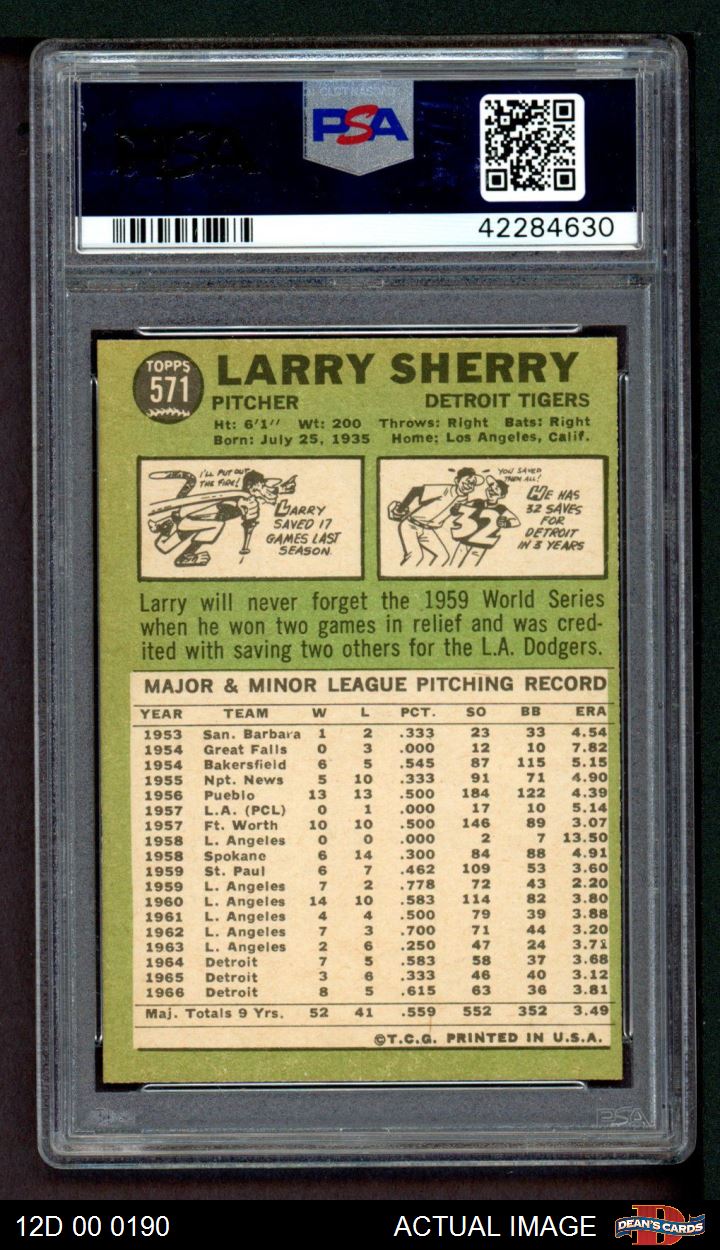 PSA
42284630
TOPPS
571
LARRY SHERRY
PITCHER DETROIT TIGERS
Ht: 6'1" Wt: 200 Throws: Right Bats: Right
Born: July 25, 1935 Home: Los Angeles, Calif.
I'LL PUT OUT
THE FIRE!
LARRY
SAVED 17
GAMES LAST
SEASON.
YOU SAVED
THEM ALL!
32
HE HAS
32 SAVES
FOR
DETROIT
IN 3 YEARS
Larry will never forget the 1959 World Series
when he won two games in relief and was cred-
ited with saving two others for the L.A. Dodgers.
MAJOR & MINOR LEAGUE PITCHING RECORD
YEAR TEAM W L PCT. SO BB ERA
1953 San. Barbara 1 2 .333 23 33 4.54
1954 Great Falls 0 3 .000 12 10 7.82
1954 Bakersfield 6 5 .545 87 115 5.15
1955 Npt. News 5 10 .333 91 71 4.90
1956 Pueblo 13 13 .500 184 122 4.39
1957 L.A. (PCL) 0 1 .000 17 10 5.14
1957 Ft. Worth 10 10 .500 146 89 3.07
1958 L. Angeles 0 0 .000 2 7 13.50
1958 Spokane 6 14 .300 84 88 4.91
1959 St. Paul 6 7 .462 109 53 3.60
1959 L. Angeles 7 2 .778 72 43 2.20
1960 L. Angeles 14 10 .583 114 82 3.80
1961 L. Angeles 4 4 .500 79 39 3.88
1962 L. Angeles 7 3 .700 71 44 3.20
1963 L. Angeles 2 6 .250 47 24 3.71
1964 Detroit 7 5 .583 58 37 3.68
1965 Detroit 3 6 .333 46 40 3.12
1966 Detroit 8 5 .615 63 36 3.81
Maj. Totals 9 Yrs. 52 41 .559 552 352 3.49
©T.C.G. PRINTED IN U.S.A.
PSA
12D 00 0190 ACTUAL IMAGE DEAN'S CARDS